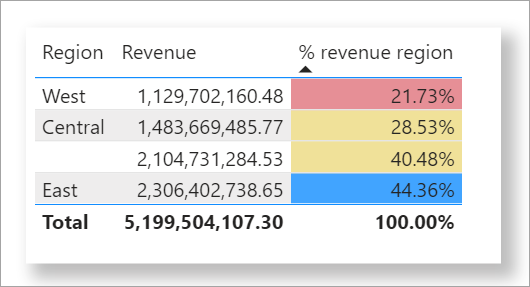 Region Revenue % revenue region
West 1,129,702,160.48 21.73%
Central 1,483,669,485.77 28.53%
2,104,731,284.53 40.48%
East 2,306,402,738.65 44.36%
Total 5,199,504,107.30 100.00%